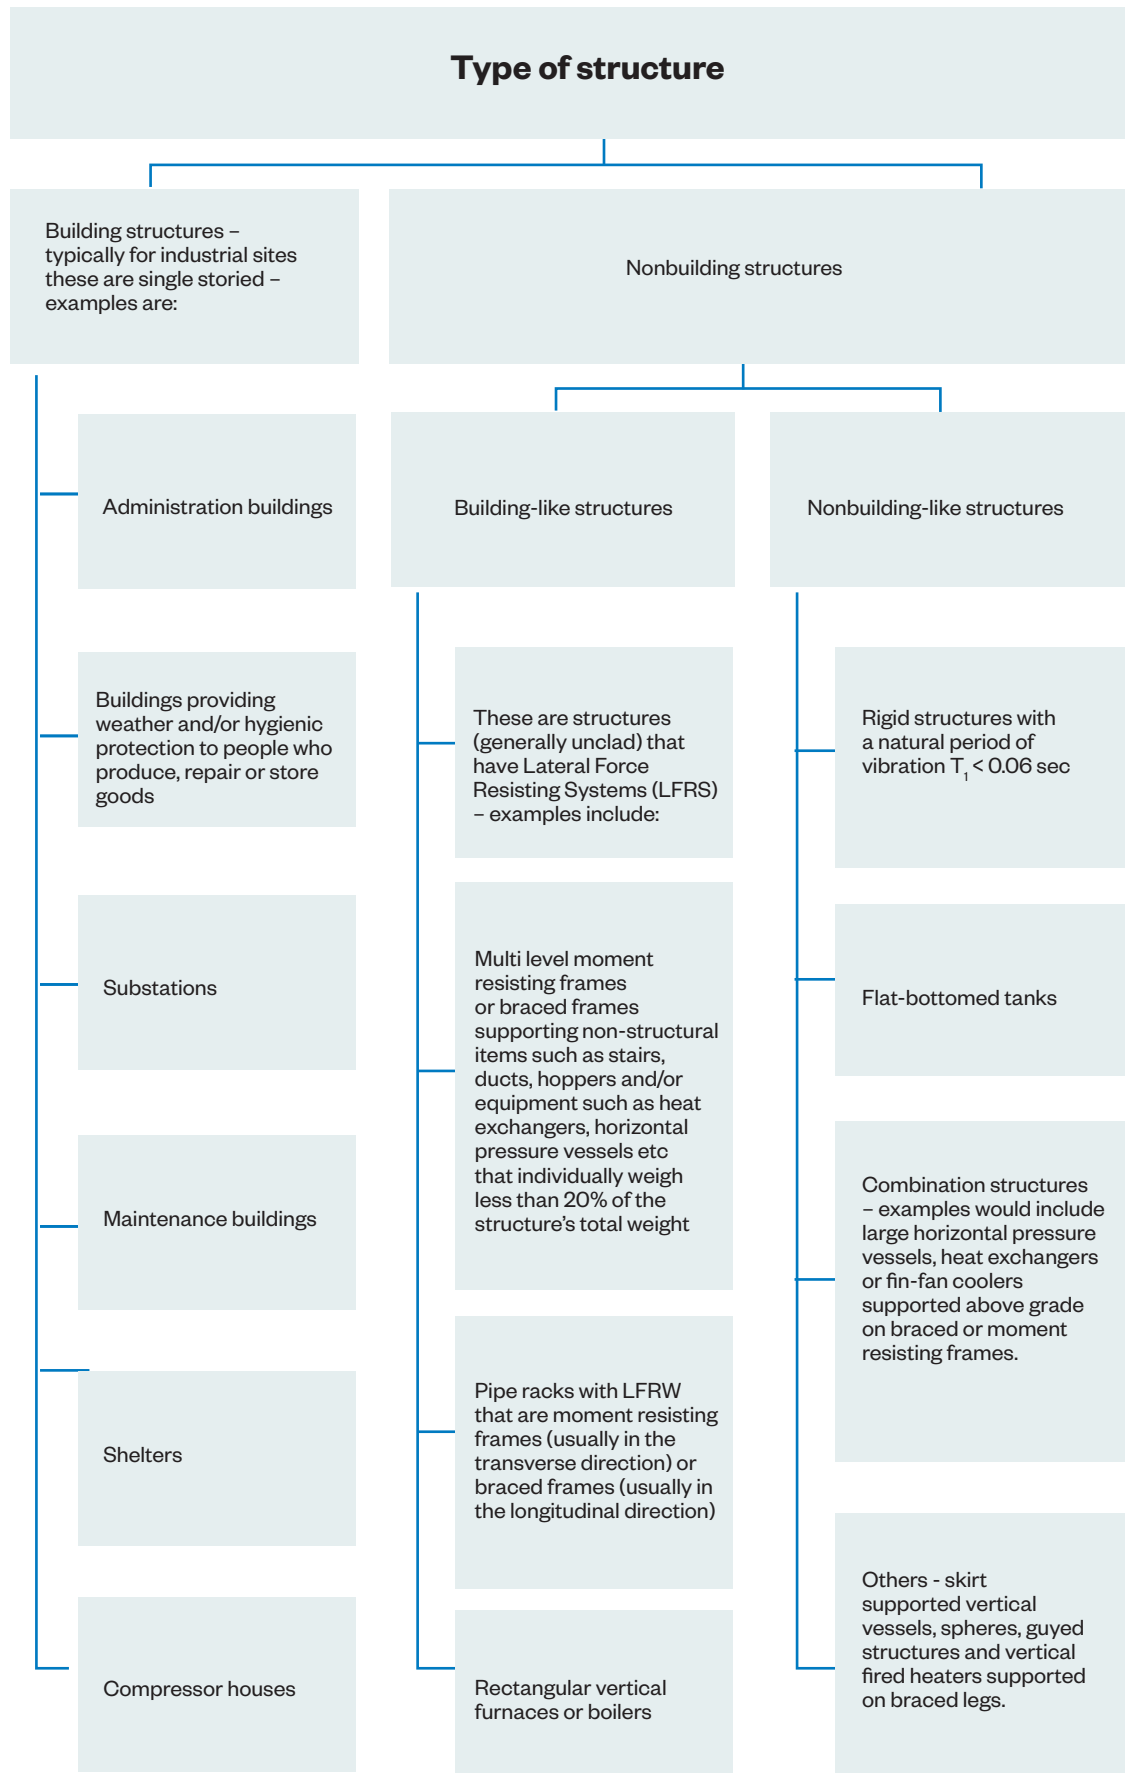 Type of structure
Building structures –
typically for industrial sites
these are single storied –
examples are:
Nonbuilding structures
Administration buildings
Buildings providing
weather and/or hygienic
protection to people who
produce, repair or store
goods
Substations
Maintenance buildings
Shelters
Compressor houses
Building-like structures
These are structures
(generally unclad) that
have Lateral Force
Resisting Systems (LFRS)
– examples include:
Multi level moment
resisting frames
or braced frames
supporting non-structural
items such as stairs,
ducts, hoppers and/or
equipment such as heat
exchangers, horizontal
pressure vessels etc
that individually weigh
less than 20% of the
structure’s total weight
Pipe racks with LFRW
that are moment resisting
frames (usually in the
transverse direction) or
braced frames (usually in
the longitudinal direction)
Rectangular vertical
furnaces or boilers
Nonbuilding-like structures
Rigid structures with
a natural period of
vibration T₁ < 0.06 sec
Flat-bottomed tanks
Combination structures
– examples would include
large horizontal pressure
vessels, heat exchangers
or fin-fan coolers
supported above grade
on braced or moment
resisting frames.
Others - skirt
supported vertical
vessels, spheres, guyed
structures and vertical
fired heaters supported
on braced legs.